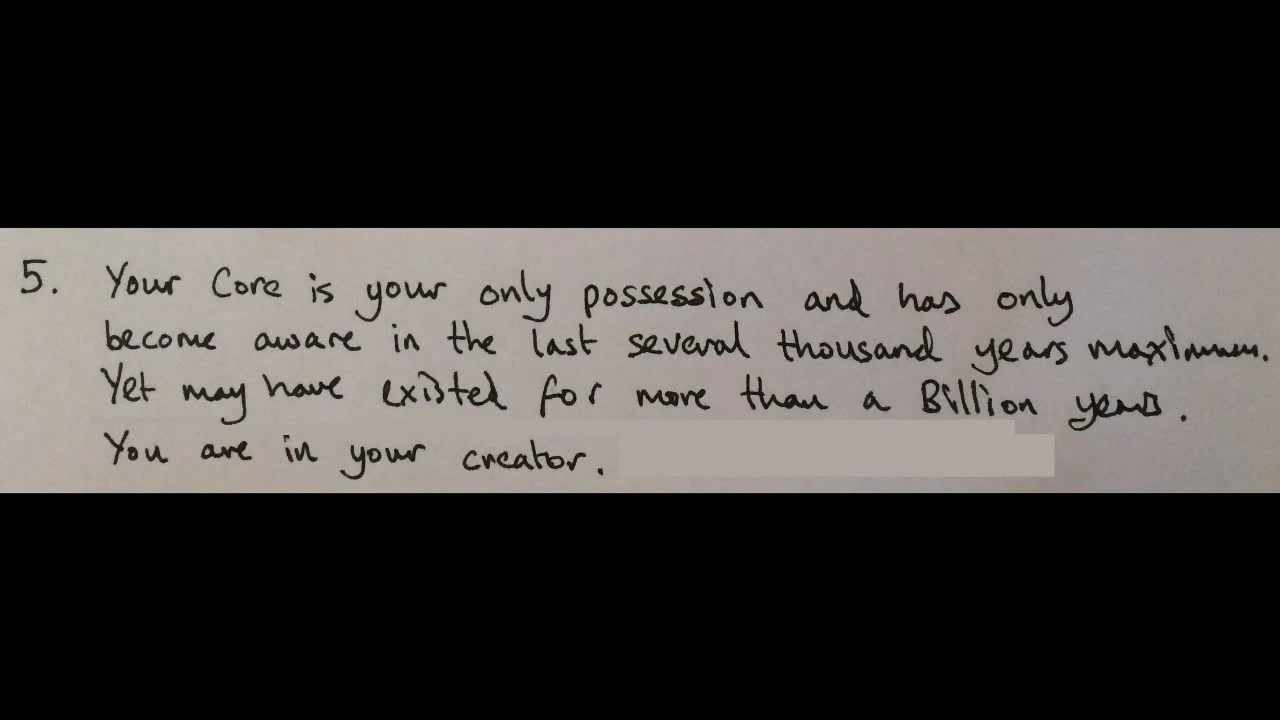 5. Your Core is your only possession and has only
become aware in the last several thousand years maximum.
Yet may have existed for more than a Billion years.
You are in your creator.